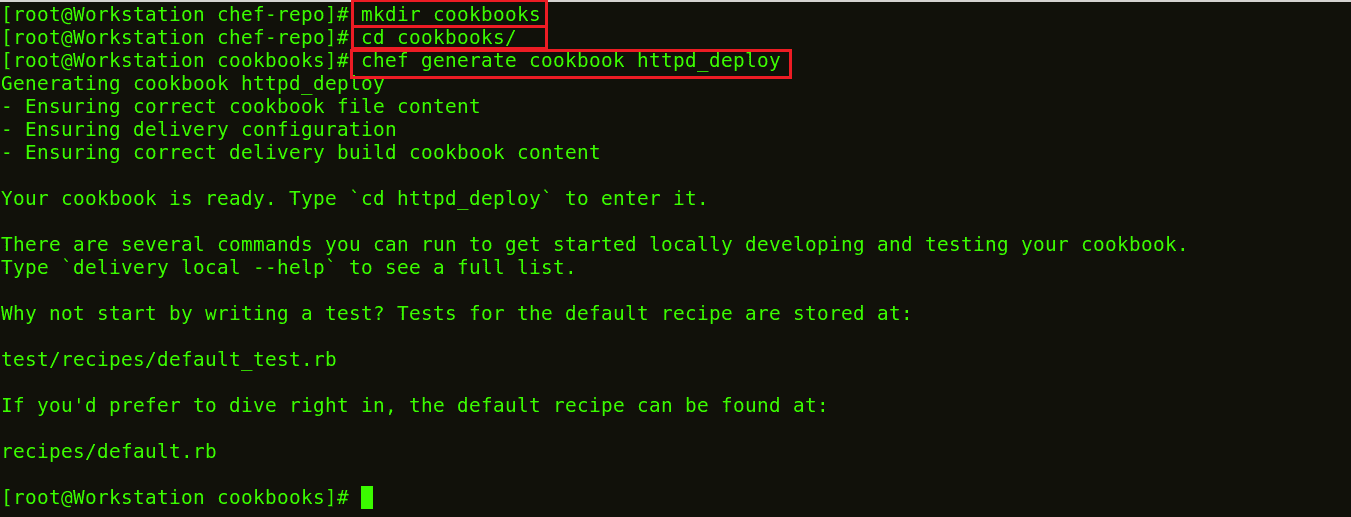 [root@Workstation chef-repo]# mkdir cookbooks
[root@Workstation chef-repo]# cd cookbooks/
[root@Workstation cookbooks]# chef generate cookbook httpd_deploy
Generating cookbook httpd_deploy
- Ensuring correct cookbook file content
- Ensuring delivery configuration
- Ensuring correct delivery build cookbook content
Your cookbook is ready. Type `cd httpd_deploy` to enter it.
There are several commands you can run to get started locally developing and testing your cookbook.
Type `delivery local --help` to see a full list.
Why not start by writing a test? Tests for the default recipe are stored at:
test/recipes/default_test.rb
If you'd prefer to dive right in, the default recipe can be found at:
recipes/default.rb
[root@Workstation cookbooks]#